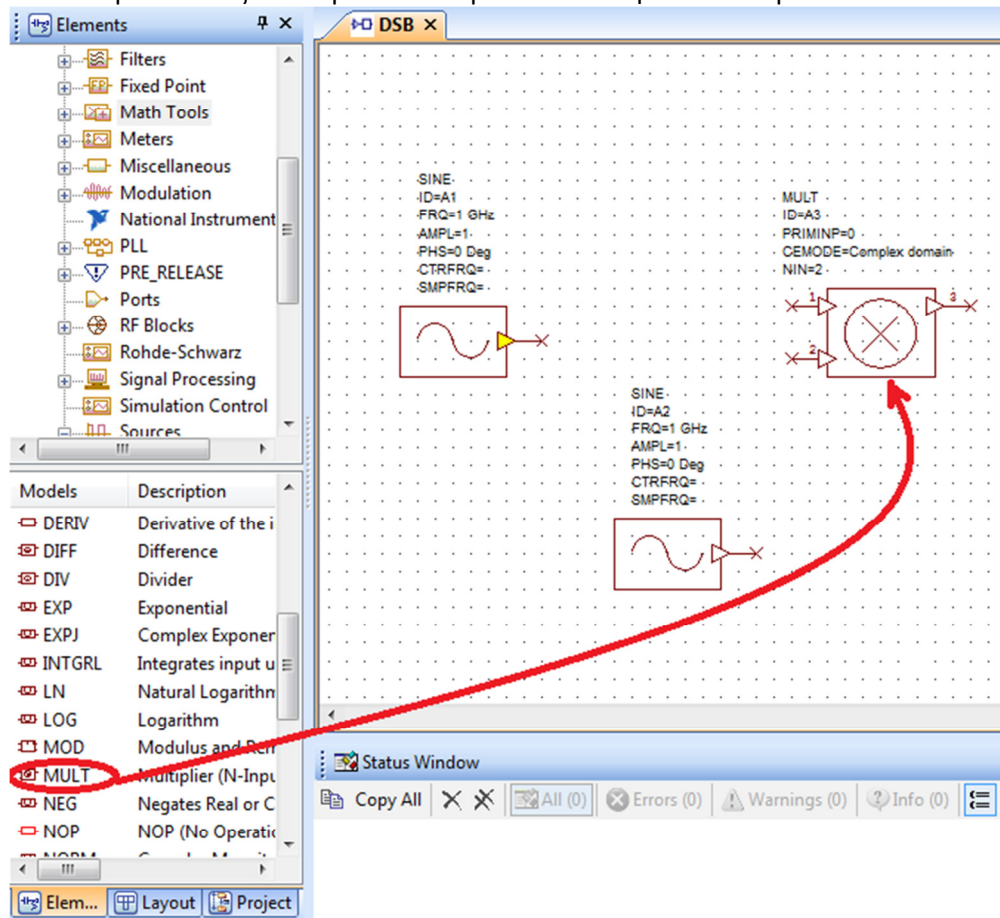 Elements
Filters
Fixed Point
Math Tools
Meters
Miscellaneous
Modulation
National Instrument
PLL
PRE_RELEASE
Ports
RF Blocks
Rohde-Schwarz
Signal Processing
Simulation Control
Sources
Models Description
DERIV Derivative of the i
DIFF Difference
DIV Divider
EXP Exponential
EXPJ Complex Exponen
INTGRL Integrates input u
LN Natural Logarithm
LOG Logarithm
MOD Modulus and Rem
MULT Multiplier (N-Inpu
NEG Negates Real or C
NOP NOP (No Operatio
Elem... Layout Project
DSB
SINE
ID=A1
FRQ=1 GHz
AMPL=1
PHS=0 Deg
CTRFRQ=
SMPFRQ=
MULT
ID=A3
PRIMINP=0
CEMODE=Complex domain
NIN=2
1
2
3
SINE
ID=A2
FRQ=1 GHz
AMPL=1
PHS=0 Deg
CTRFRQ=
SMPFRQ=
Status Window
Copy All All (0) Errors (0) Warnings (0) Info (0)